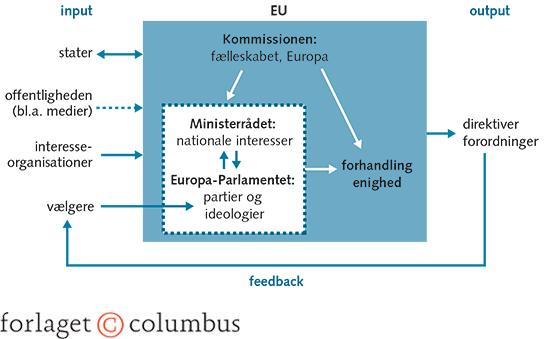 input
EU
output
Kommissionen:
fælleskabet, Europa
stater
offentligheden
(bl.a. medier)
interesse-
organisationer
vælgere
Ministerrådet:
nationale interesser
Europa-Parlamentet:
partier og
ideologier
forhandling
enighed
direktiver
forordninger
feedback
forlaget © columbus